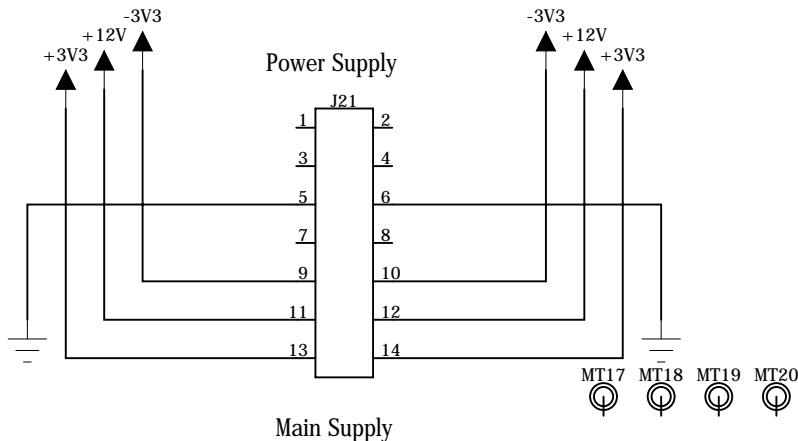 -3V3
-3V3
+12V
+12V
+3V3
+3V3
Power Supply
J21
1 2
3 4
5 6
7 8
9 10
11 12
13 14
MT17 MT18 MT19 MT20
Main Supply